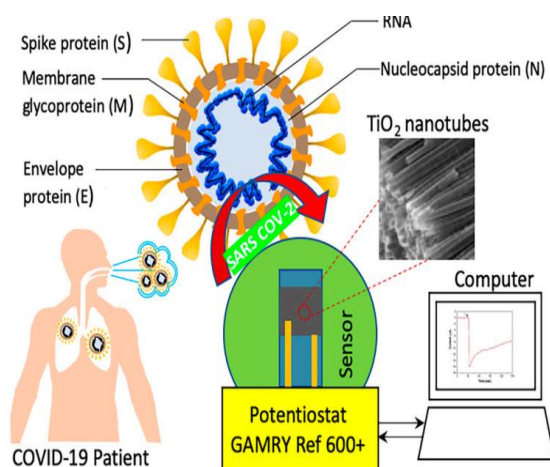 RNA
Spike protein (S)
Membrane
glycoprotein (M)
Nucleocapsid protein (N)
TiO₂ nanotubes
Envelope
protein (E)
SARS COV-2
Computer
Sensor
Potentiostat
GAMRY Ref 600+
COVID-19 Patient